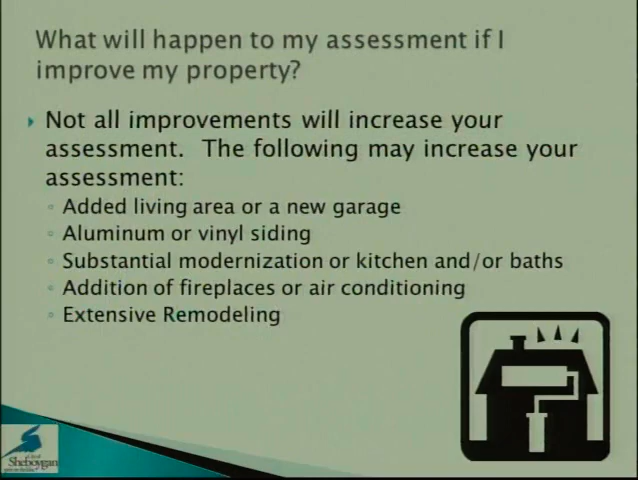 What will happen to my assessment if I
improve my property?
Not all improvements will increase your
assessment. The following may increase your
assessment:
Added living area or a new garage
Aluminum or vinyl siding
Substantial modernization or kitchen and/or baths
Addition of fireplaces or air conditioning
Extensive Remodeling
City of
Sheboygan